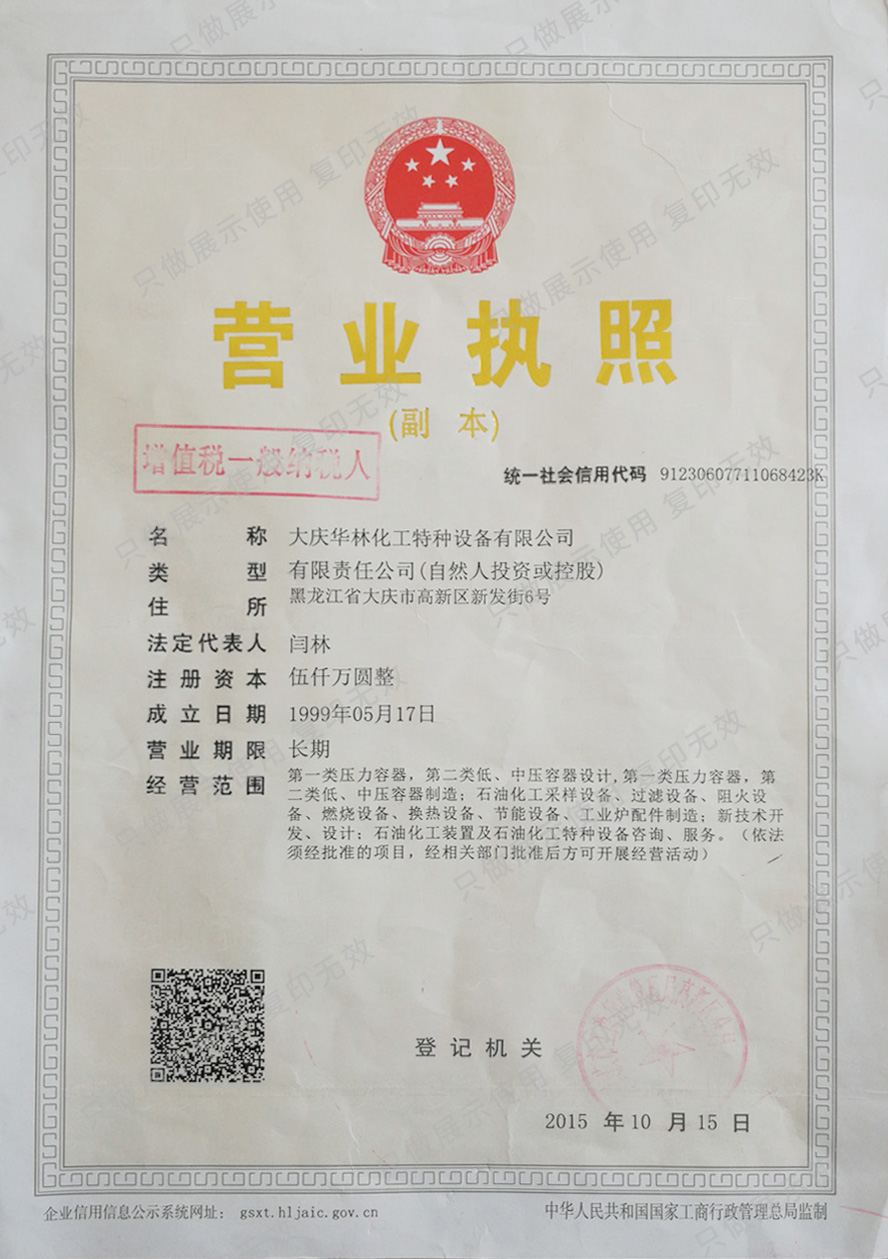 营业执照
(副 本)
增值税一般纳税人
统一社会信用代码 91230607711068423K
名 称 大庆华林化工特种设备有限公司
类 型 有限责任公司(自然人投资或控股)
住 所 黑龙江省大庆市高新区新发街6号
法定代表人 闫林
注册资本 伍仟万圆整
成立日期 1999年05月17日
营业期限 长期
经营范围 第一类压力容器，第二类低、中压容器设计,第一类压力容器，第
二类低、中压容器制造；石油化工采样设备、过滤设备、阻火设
备、燃烧设备、换热设备、节能设备、工业炉配件制造；新技术开
发、设计；石油化工装置及石油化工特种设备咨询、服务。（依法
须经批准的项目，经相关部门批准后方可开展经营活动）
登记机关
2015 年 10 月 15 日
企业信用信息公示系统网址： gsxt.hljaic.gov.cn
中华人民共和国国家工商行政管理总局监制
只做展示使用 复印无效